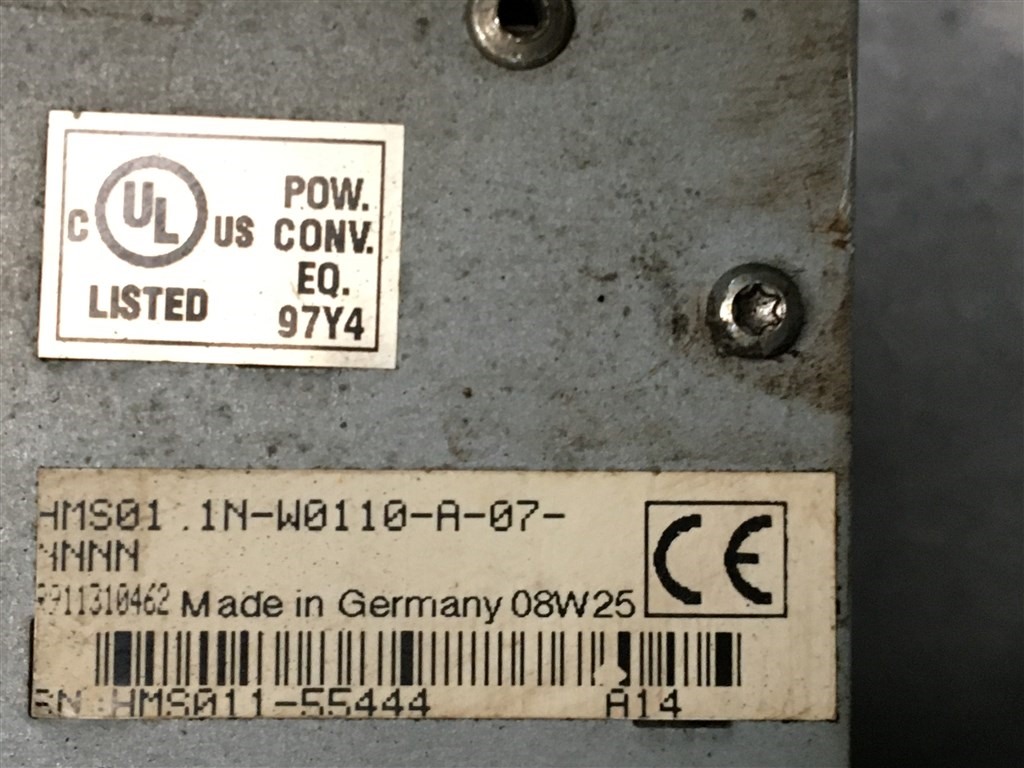 C UL US
LISTED
POW.
CONV.
EQ.
97Y4
HMS01.1N-W0110-A-07-
NNNN
R911310462 Made in Germany 08W25
CE
SN:HMS011-55444 A14